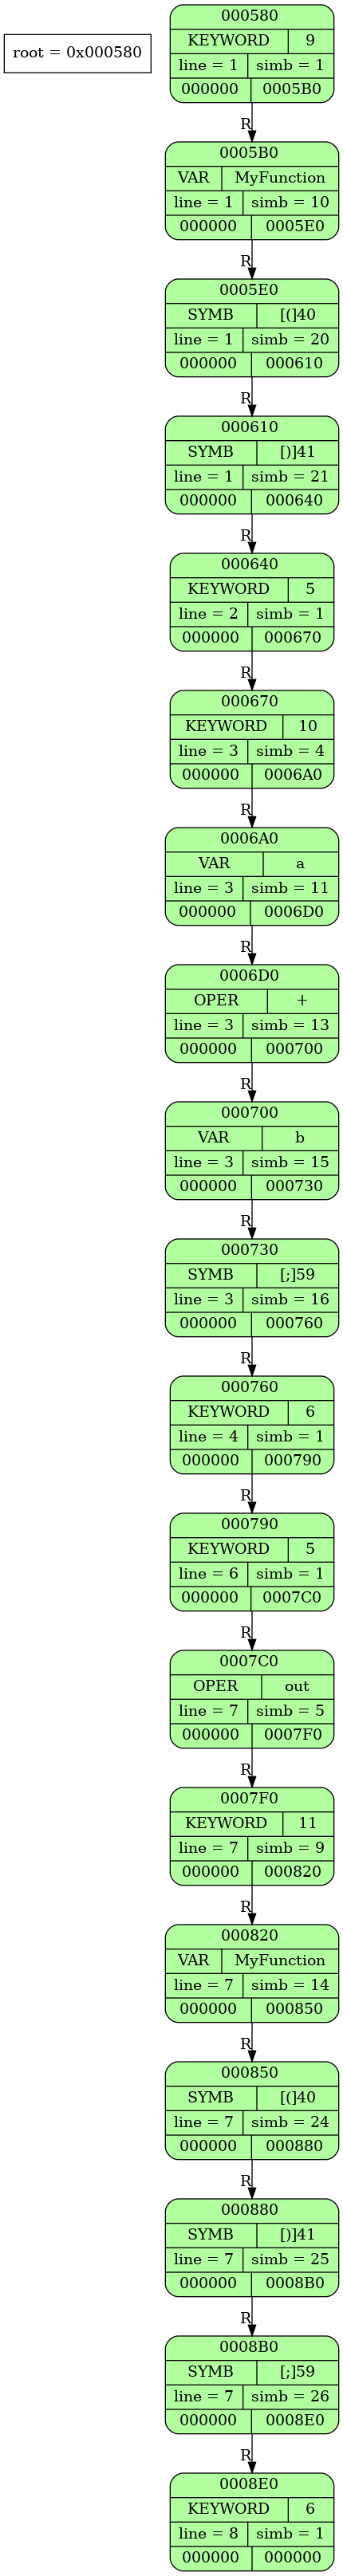 root = 0x000580
000580
KEYWORD 9
line = 1 simb = 1
000000 0005B0
R
0005B0
VAR MyFunction
line = 1 simb = 10
000000 0005E0
R
0005E0
SYMB [(]40
line = 1 simb = 20
000000 000610
R
000610
SYMB [)]41
line = 1 simb = 21
000000 000640
R
000640
KEYWORD 5
line = 2 simb = 1
000000 000670
R
000670
KEYWORD 10
line = 3 simb = 4
000000 0006A0
R
0006A0
VAR a
line = 3 simb = 11
000000 0006D0
R
0006D0
OPER +
line = 3 simb = 13
000000 000700
R
000700
VAR b
line = 3 simb = 15
000000 000730
R
000730
SYMB [;]59
line = 3 simb = 16
000000 000760
R
000760
KEYWORD 6
line = 4 simb = 1
000000 000790
R
000790
KEYWORD 5
line = 6 simb = 1
000000 0007C0
R
0007C0
OPER out
line = 7 simb = 5
000000 0007F0
R
0007F0
KEYWORD 11
line = 7 simb = 9
000000 000820
R
000820
VAR MyFunction
line = 7 simb = 14
000000 000850
R
000850
SYMB [(]40
line = 7 simb = 24
000000 000880
R
000880
SYMB [)]41
line = 7 simb = 25
000000 0008B0
R
0008B0
SYMB [;]59
line = 7 simb = 26
000000 0008E0
R
0008E0
KEYWORD 6
line = 8 simb = 1
000000 000000